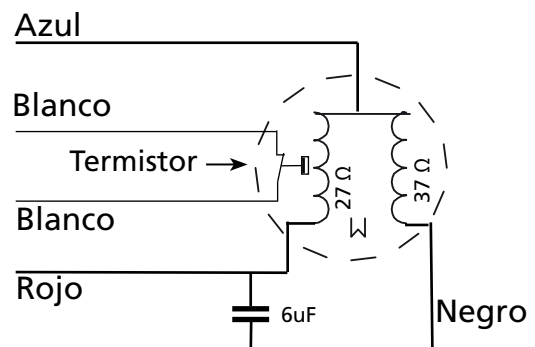 Azul
Blanco
Termistor
Blanco
27 Ω
37 Ω
M
Rojo
6uF
Negro